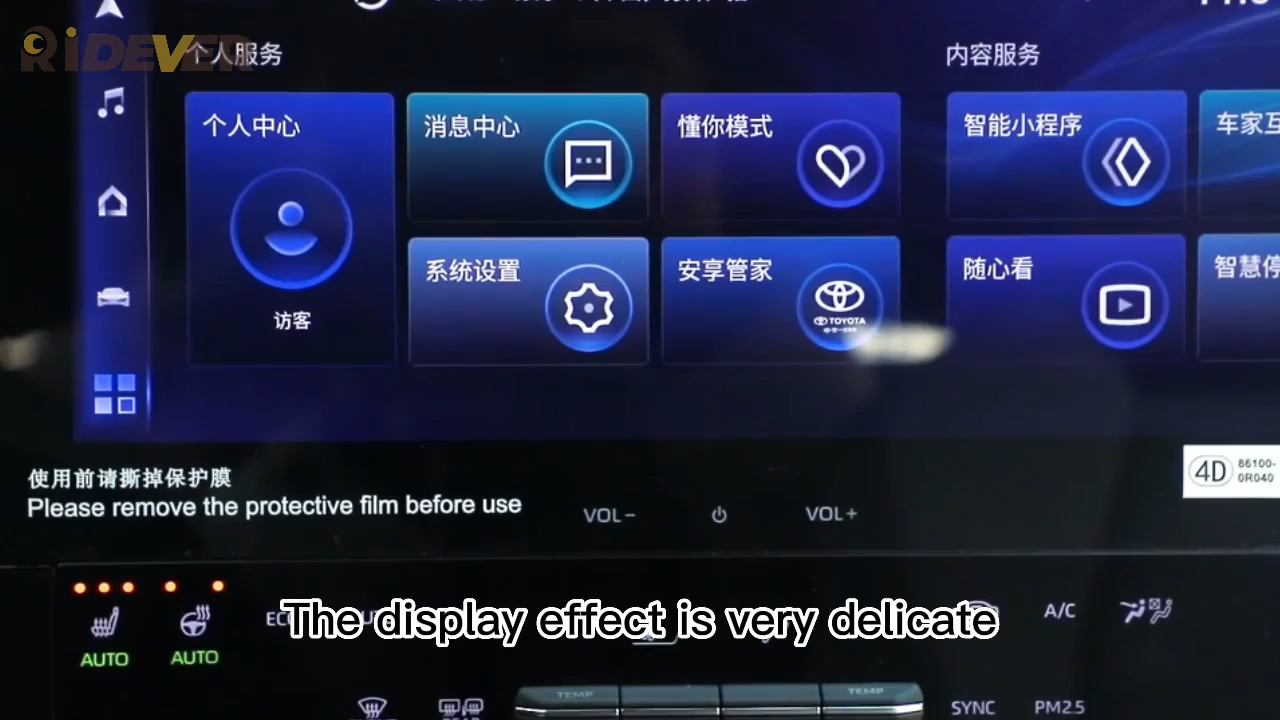 RiDEVER
个人服务
内容服务
个人中心
消息中心
懂你模式
智能小程序
车家互
访客
系统设置
安享管家
TOYOTA
随心看
智慧停
使用前请撕掉保护膜
Please remove the protective film before use
4D
86100-
0R040
VOL-
VOL+
The display effect is very delicate
A/C
AUTO
AUTO
TEMP
TEMP
SYNC
PM2.5